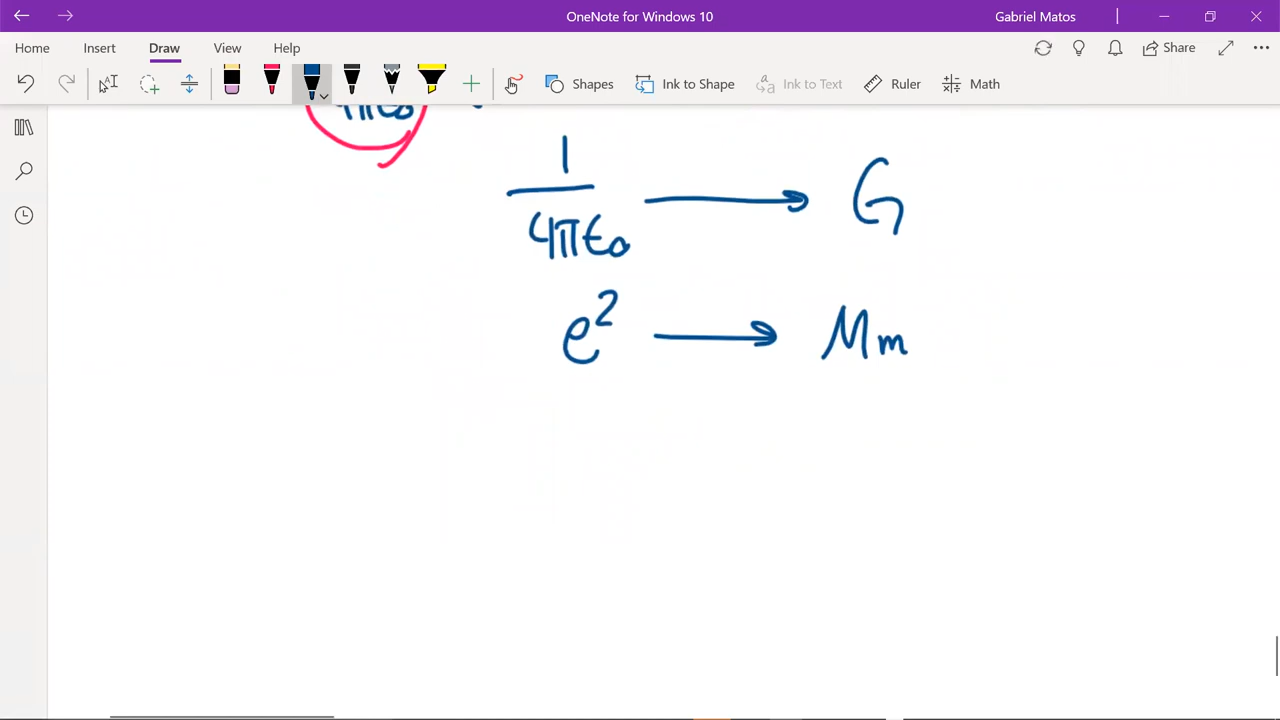 OneNote for Windows 10
Gabriel Matos
Home Insert Draw View Help
Share
Shapes
Ink to Shape
Ink to Text
Ruler
Math
4πϵ₀
1
4πϵ₀
→ G
e² → Mm